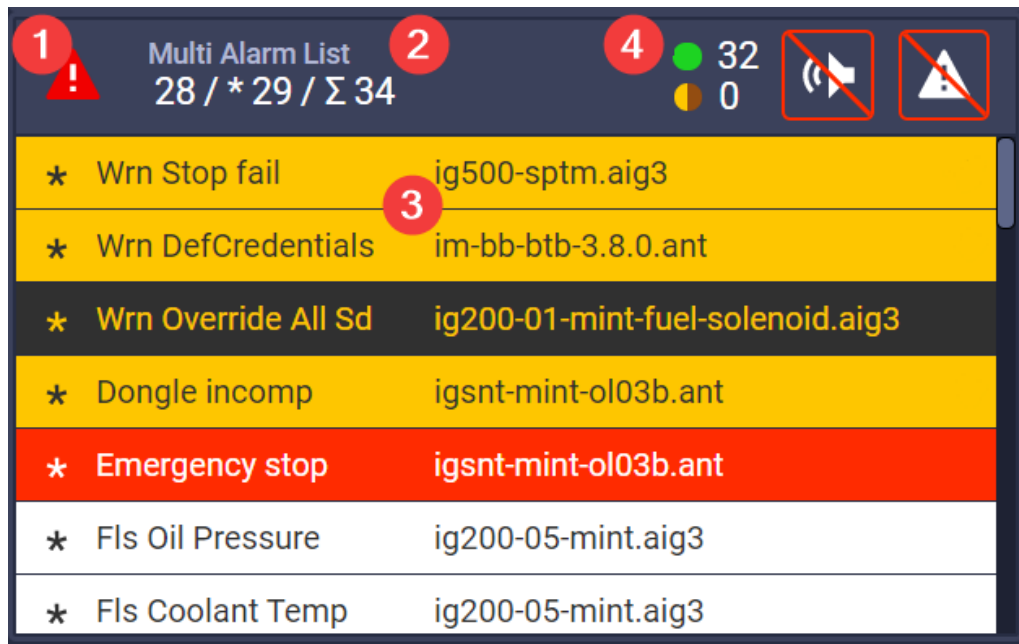 1 Multi Alarm List 2 4 32
28 / * 29 / Σ 34 0
* Wrn Stop fail ig500-sptm.aig3
3
* Wrn DefCredentials im-bb-btb-3.8.0.ant
* Wrn Override All Sd ig200-01-mint-fuel-solenoid.aig3
* Dongle incomp igsnt-mint-ol03b.ant
* Emergency stop igsnt-mint-ol03b.ant
* Fls Oil Pressure ig200-05-mint.aig3
* Fls Coolant Temp ig200-05-mint.aig3